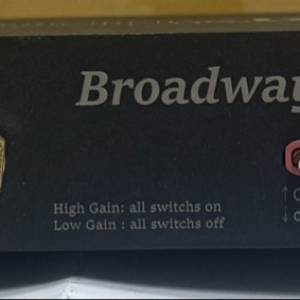 Broadway
High Gain: all switchs on
Low Gain : all switchs off
↑
↓